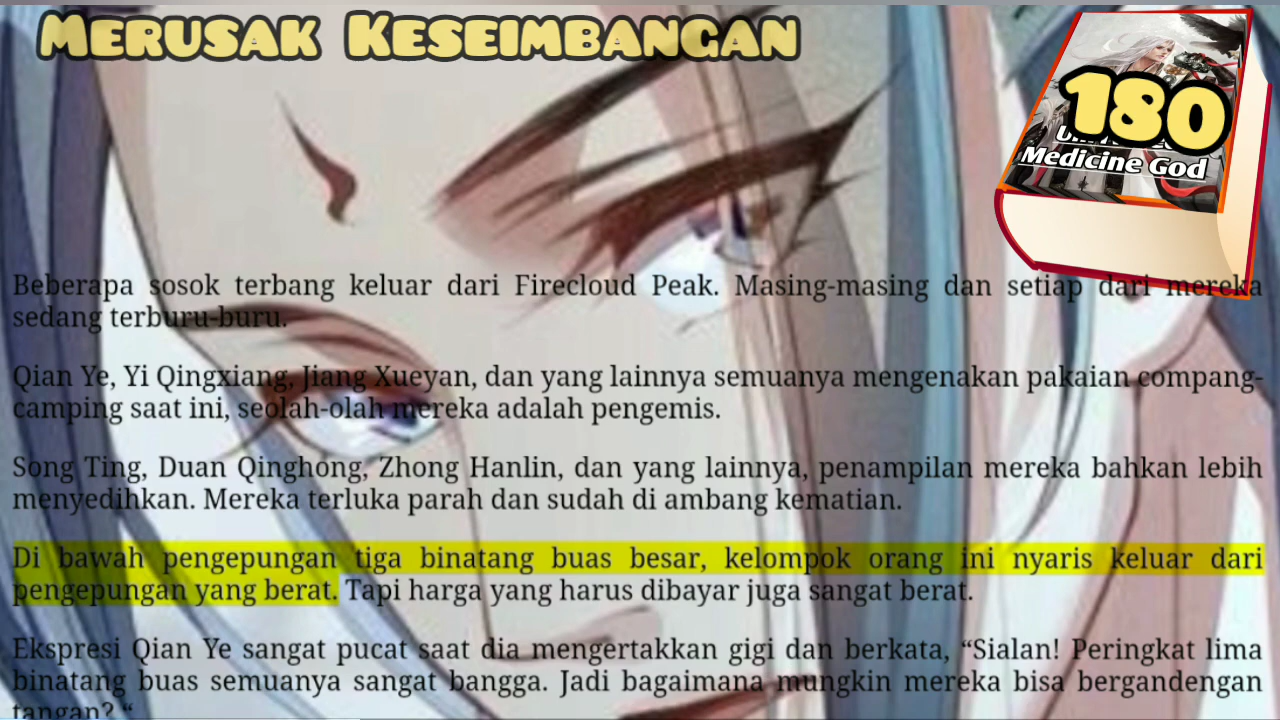 Merusak Keseimbangan
180
Medicine God
Beberapa sosok terbang keluar dari Firecloud Peak. Masing-masing dan setiap dari mereka
sedang terburu-buru.
Qian Ye, Yi Qingxiang, Jiang Xueyan, dan yang lainnya semuanya mengenakan pakaian compang-
camping saat ini, seolah-olah mereka adalah pengemis.
Song Ting, Duan Qinghong, Zhong Hanlin, dan yang lainnya, penampilan mereka bahkan lebih
menyedihkan. Mereka terluka parah dan sudah di ambang kematian.
Di bawah pengepungan tiga binatang buas besar, kelompok orang ini nyaris keluar dari
pengepungan yang berat. Tapi harga yang harus dibayar juga sangat berat.
Ekspresi Qian Ye sangat pucat saat dia mengertakkan gigi dan berkata, “Sialan! Peringkat lima
binatang buas semuanya sangat bangga. Jadi bagaimana mungkin mereka bisa bergandengan
tangan? “